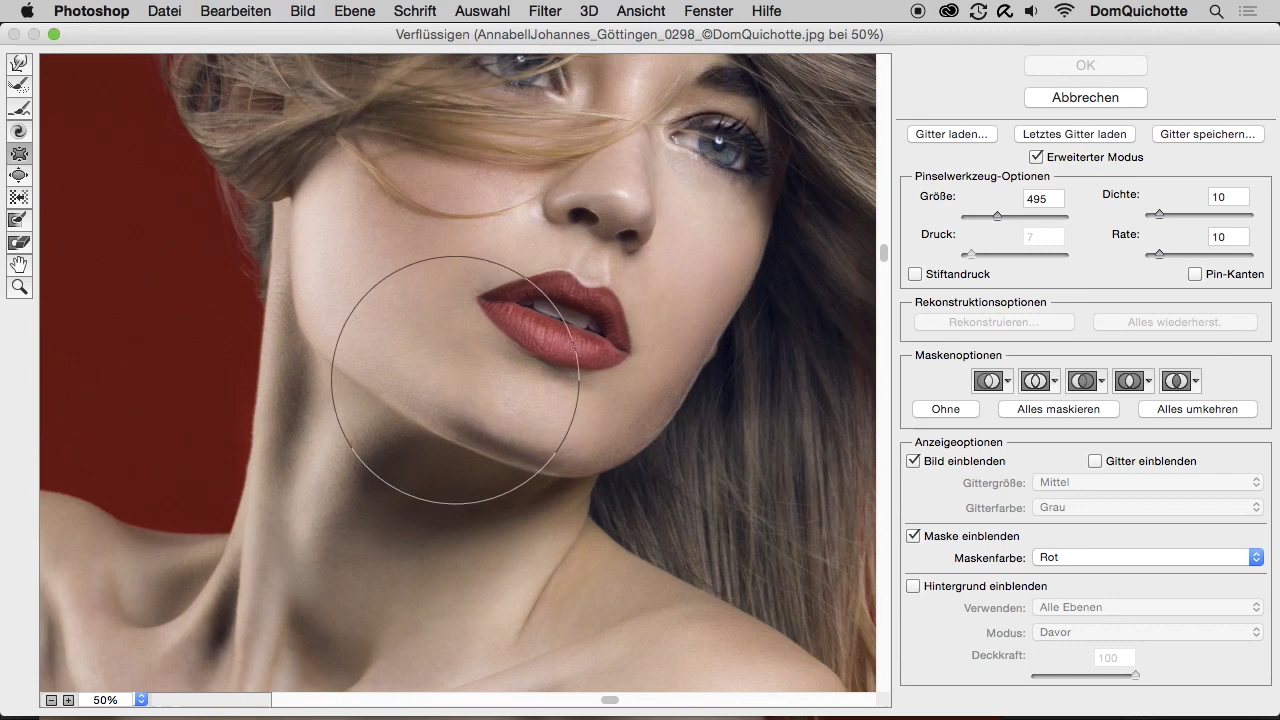 Photoshop Datei Bearbeiten Bild Ebene Schrift Auswahl Filter 3D Ansicht Fenster Hilfe DomQuichotte
Verflüssigen (AnnabellJohannes_Göttingen_0298_©DomQuichotte.jpg bei 50%)
OK
Abbrechen
Gitter laden... Letztes Gitter laden Gitter speichern...
Erweiterter Modus
Pinselwerkzeug-Optionen
Größe: 495 Dichte: 10
Druck: 7 Rate: 10
Stiftandruck Pin-Kanten
Rekonstruktionsoptionen
Rekonstruieren... Alles wiederherst.
Maskenoptionen
Ohne Alles maskieren Alles umkehren
Anzeigeoptionen
Bild einblenden Gitter einblenden
Gittergröße: Mittel
Gitterfarbe: Grau
Maske einblenden
Maskenfarbe: Rot
Hintergrund einblenden
Verwenden: Alle Ebenen
Modus: Davor
Deckkraft: 100
50%